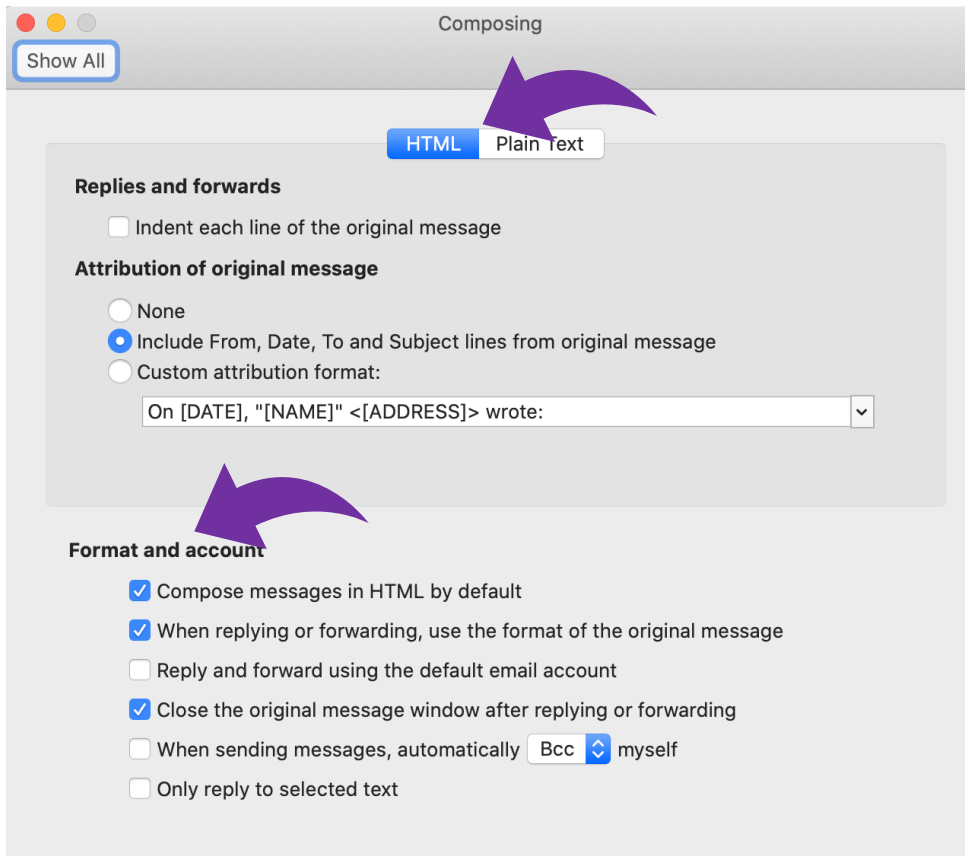 Composing
Show All
HTML Plain Text
Replies and forwards
Indent each line of the original message
Attribution of original message
None
Include From, Date, To and Subject lines from original message
Custom attribution format:
On [DATE], "[NAME]" <[ADDRESS]> wrote:
Format and account
Compose messages in HTML by default
When replying or forwarding, use the format of the original message
Reply and forward using the default email account
Close the original message window after replying or forwarding
When sending messages, automatically Bcc myself
Only reply to selected text